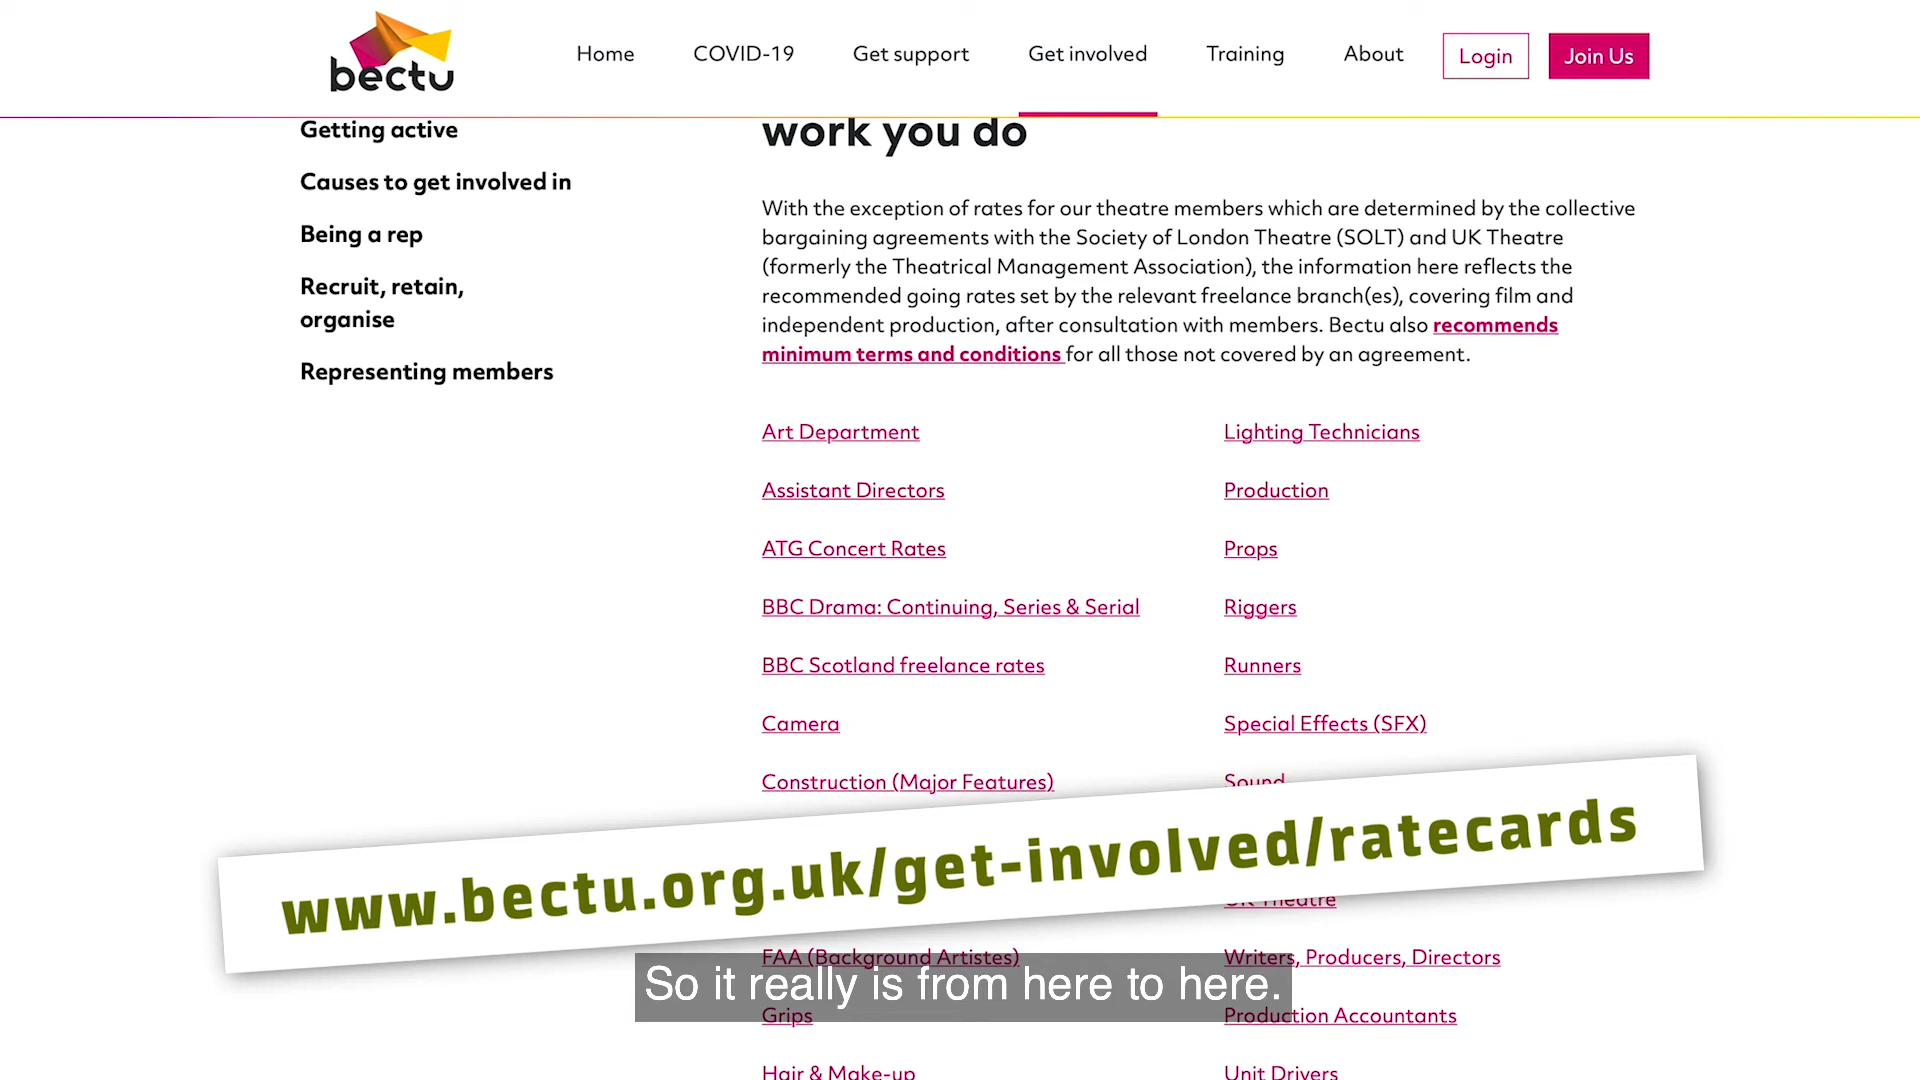 bectu
Home
COVID-19
Get support
Get involved
Training
About
Login
Join Us
Getting active
Causes to get involved in
Being a rep
Recruit, retain,
organise
Representing members
work you do
With the exception of rates for our theatre members which are determined by the collective
bargaining agreements with the Society of London Theatre (SOLT) and UK Theatre
(formerly the Theatrical Management Association), the information here reflects the
recommended going rates set by the relevant freelance branch(es), covering film and
independent production, after consultation with members. Bectu also recommends
minimum terms and conditions for all those not covered by an agreement.
Art Department
Assistant Directors
ATG Concert Rates
BBC Drama: Continuing, Series & Serial
BBC Scotland freelance rates
Camera
Construction (Major Features)
FAA (Background Artistes)
Grips
Hair & Make-up
Lighting Technicians
Production
Props
Riggers
Runners
Special Effects (SFX)
Sound
UK Theatre
Writers, Producers, Directors
Production Accountants
Unit Drivers
www.bectu.org.uk/get-involved/ratecards
So it really is from here to here.